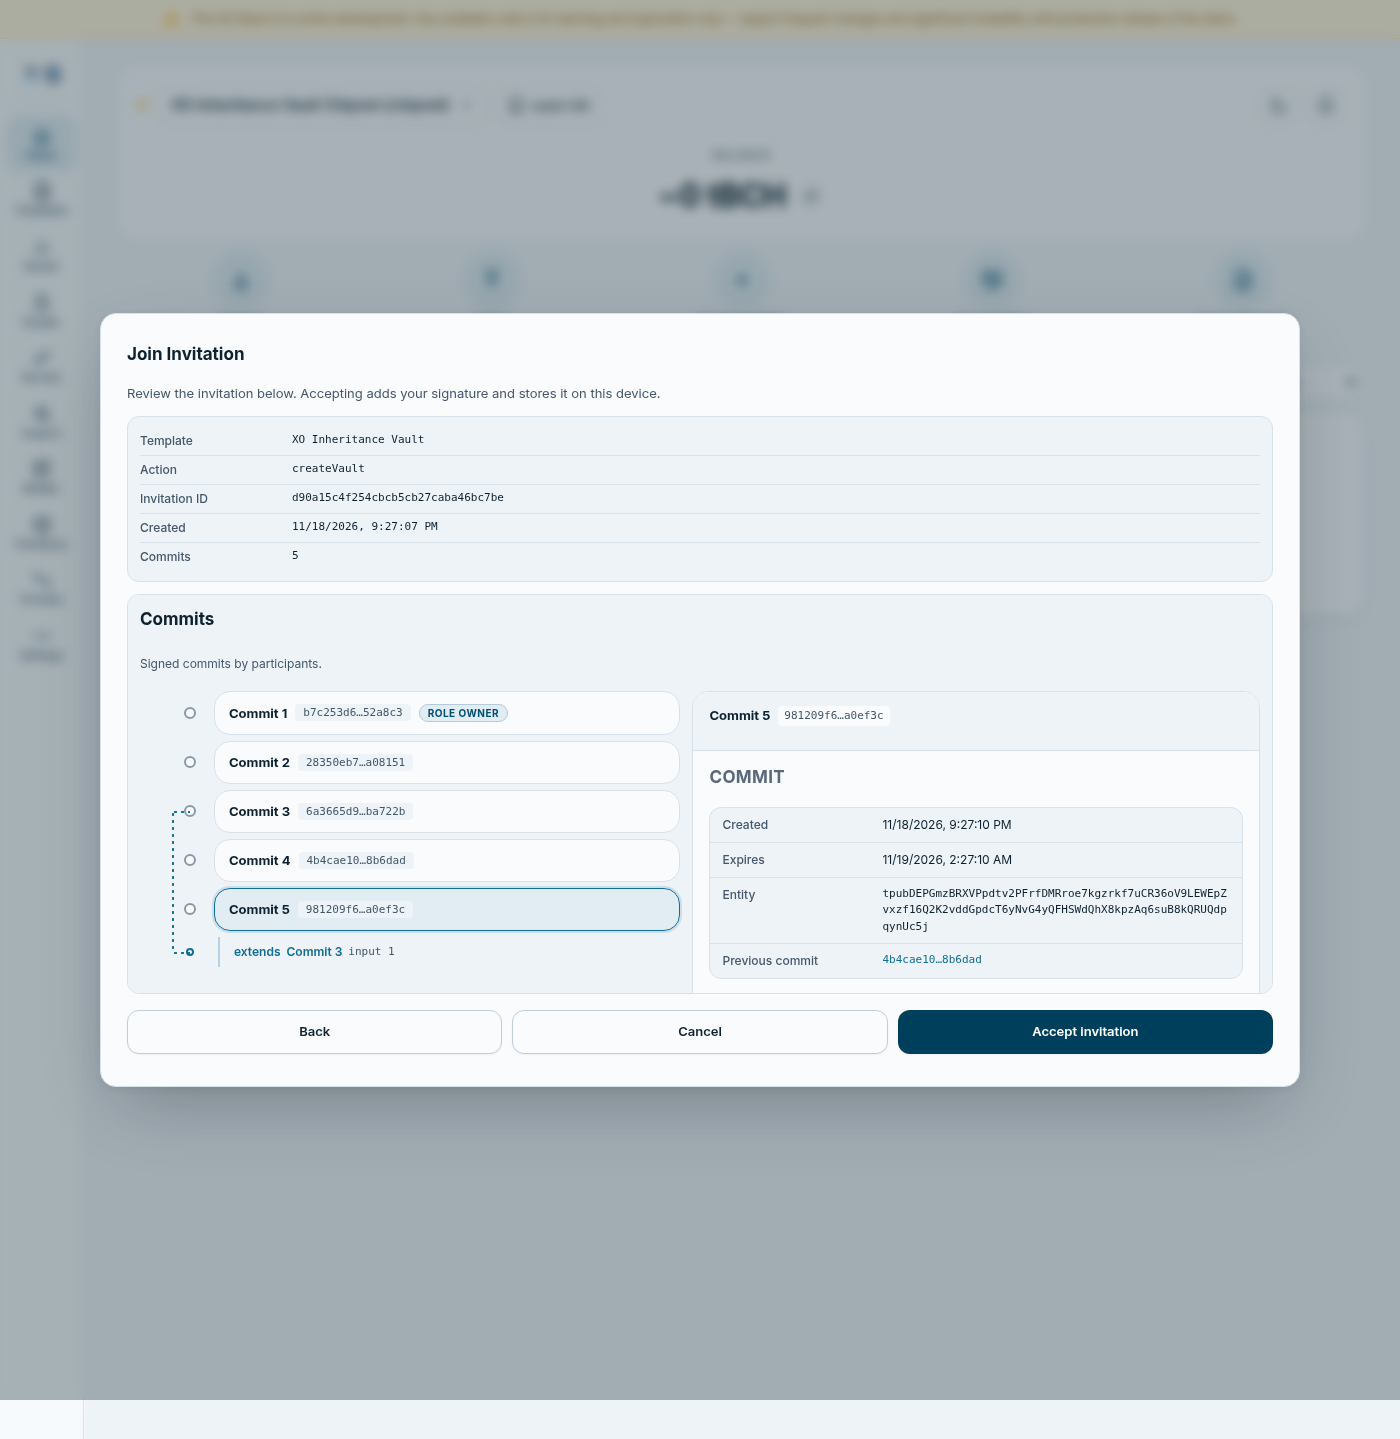 Join Invitation
Review the invitation below. Accepting adds your signature and stores it on this device.
Template XO Inheritance Vault
Action createVault
Invitation ID d90a15c4f254cbcb5cb27caba46bc7be
Created 11/18/2026, 9:27:07 PM
Commits 5
Commits
Signed commits by participants.
Commit 1 b7c253d6…52a8c3 ROLE OWNER
Commit 2 28350eb7…a08151
Commit 3 6a3665d9…ba722b
Commit 4 4b4cae10…8b6dad
Commit 5 981209f6…a0ef3c
extends Commit 3 input 1
Commit 5 981209f6…a0ef3c
COMMIT
Created 11/18/2026, 9:27:10 PM
Expires 11/19/2026, 2:27:10 AM
Entity tpubDEPGmzBRXVPpdtv2PFrfDMRroe7kgzrkf7uCR36oV9LEWEpZ
vxzf16Q2K2vddGpdcT6yNvG4yQFHSWdQhX8kpzAq6suB8kQRUQdp
qynUc5j
Previous commit 4b4cae10…8b6dad
Back
Cancel
Accept invitation